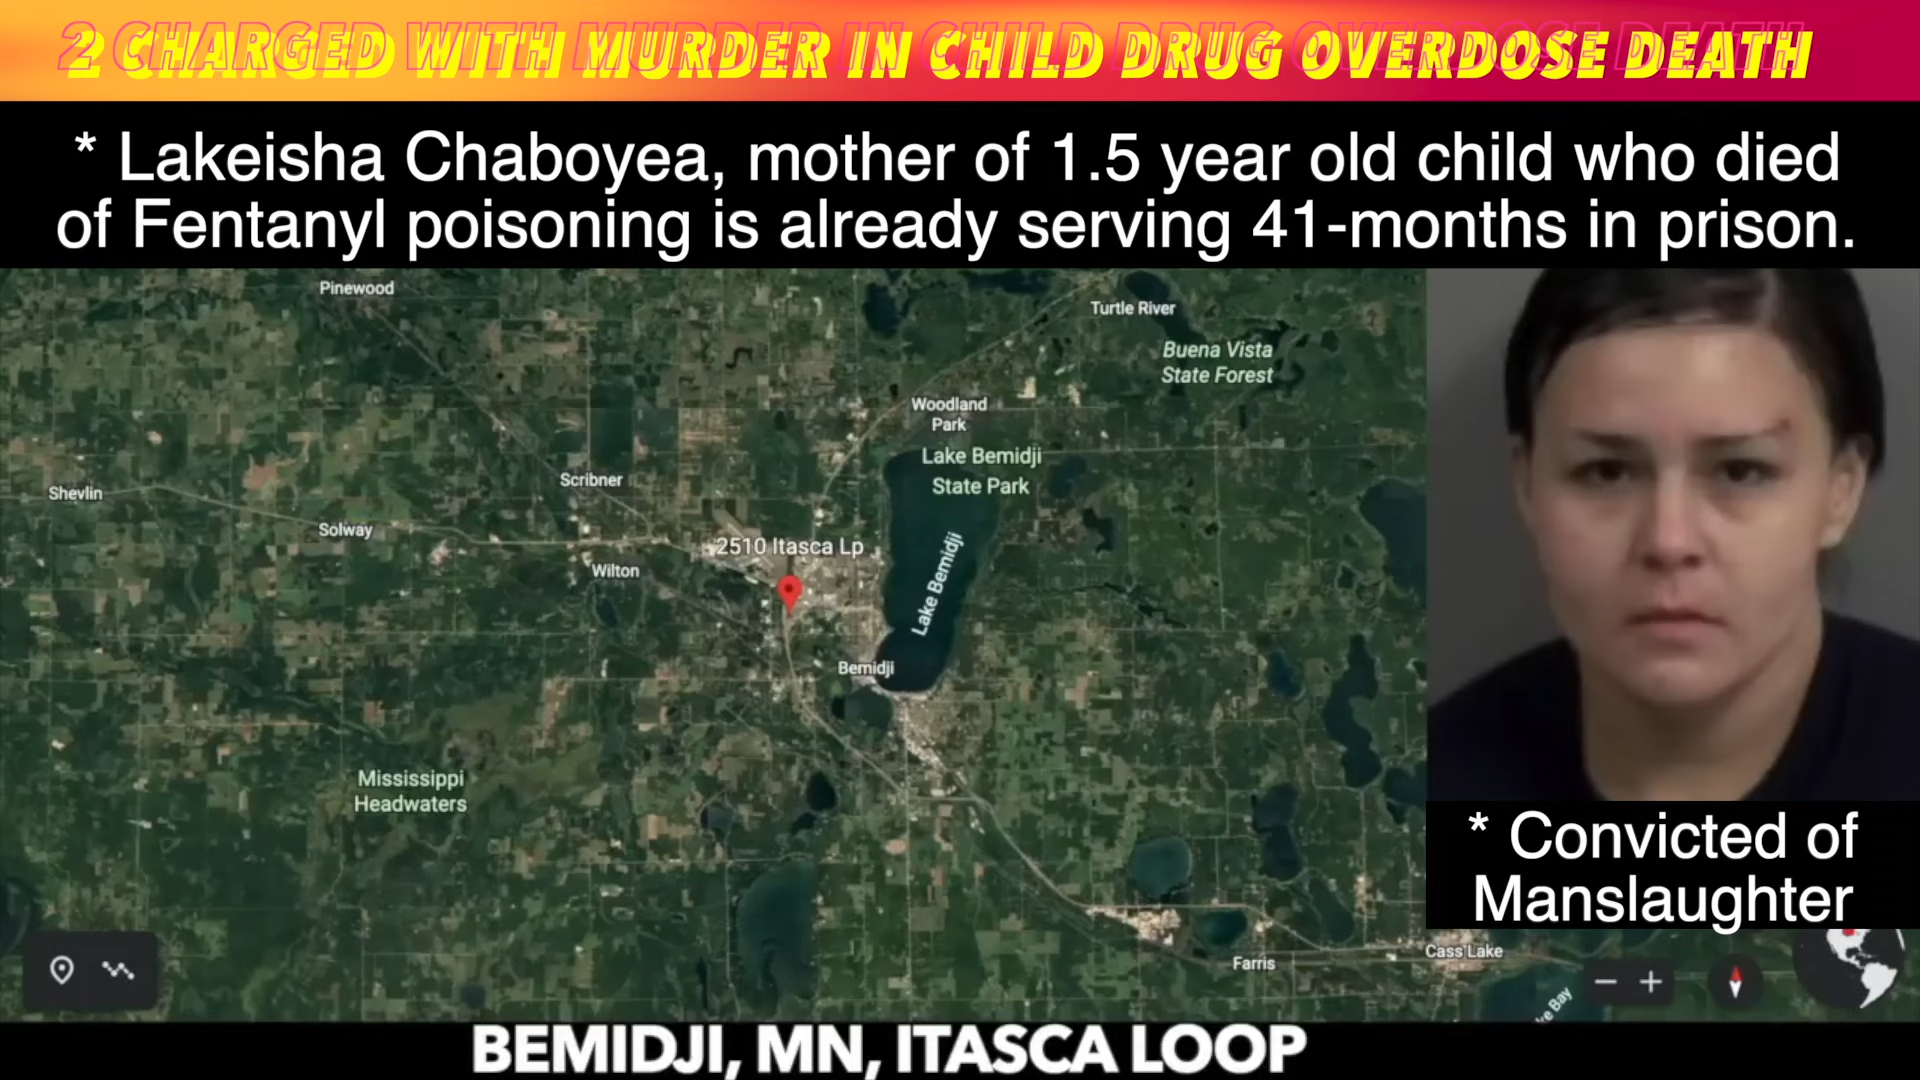 2 CHARGED WITH MURDER IN CHILD DRUG OVERDOSE DEATH
* Lakeisha Chaboyea, mother of 1.5 year old child who died
of Fentanyl poisoning is already serving 41-months in prison.
Pinewood
Turtle River
Buena Vista
State Forest
Woodland
Park
Lake Bemidji
State Park
Scribner
Shevlin
Solway
2510 Itasca Lp
Wilton
Lake Bemidji
Bemidji
Mississippi
Headwaters
* Convicted of
Manslaughter
Cass Lake
Farris
Bay
BEMIDJI, MN, ITASCA LOOP